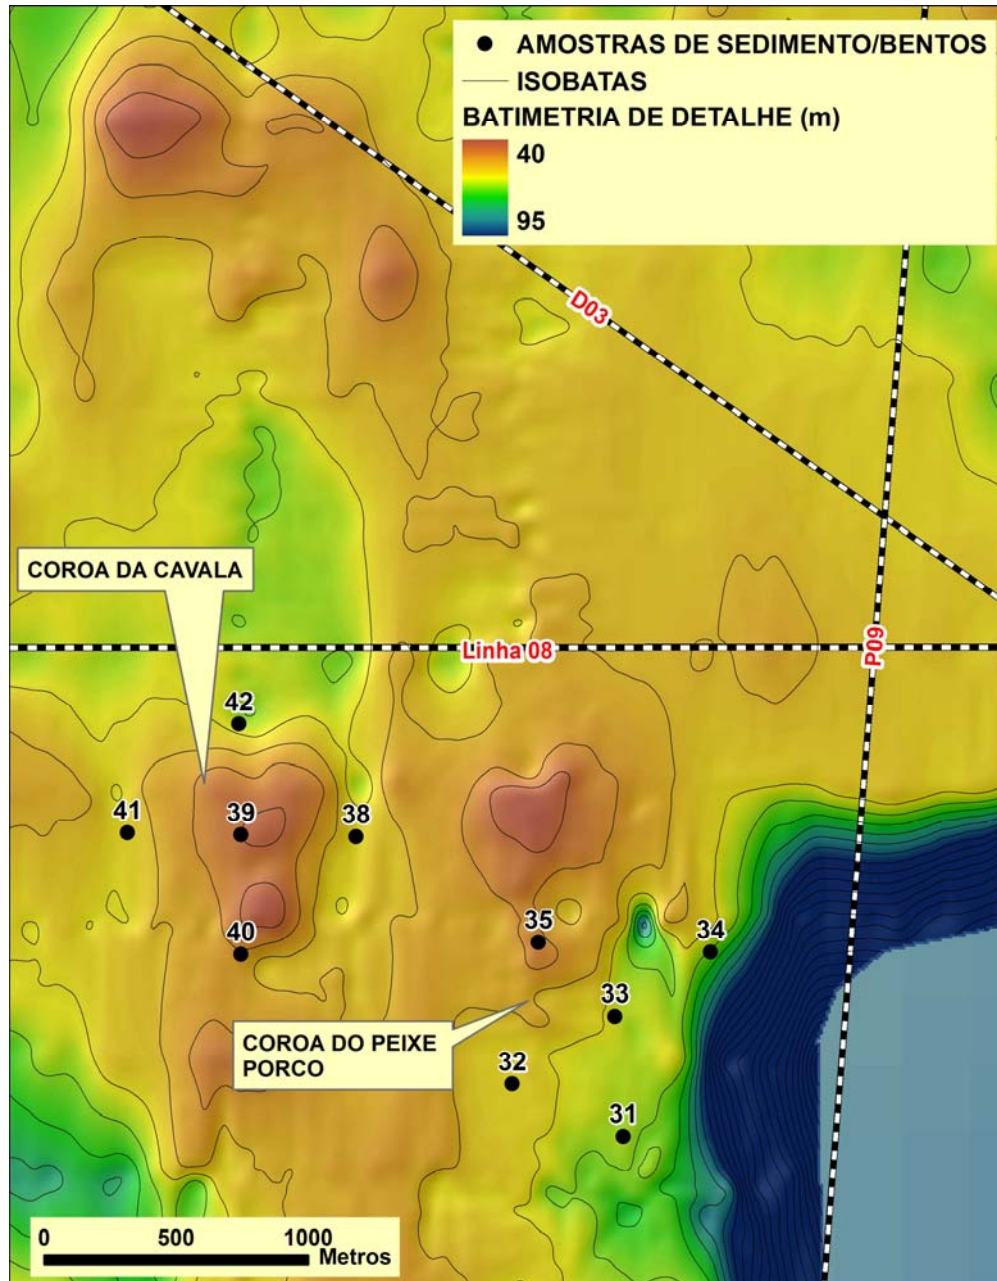 AMOSTRAS DE SEDIMENTO/BENTOS
ISOBATAS
BATIMETRIA DE DETALHE (m)
40
95
D03
COROA DA CAVALA
Linha 08
P09
42
41
39
38
35
34
40
33
COROA DO PEIXE
PORCO
32
31
0 500 1000
Metros